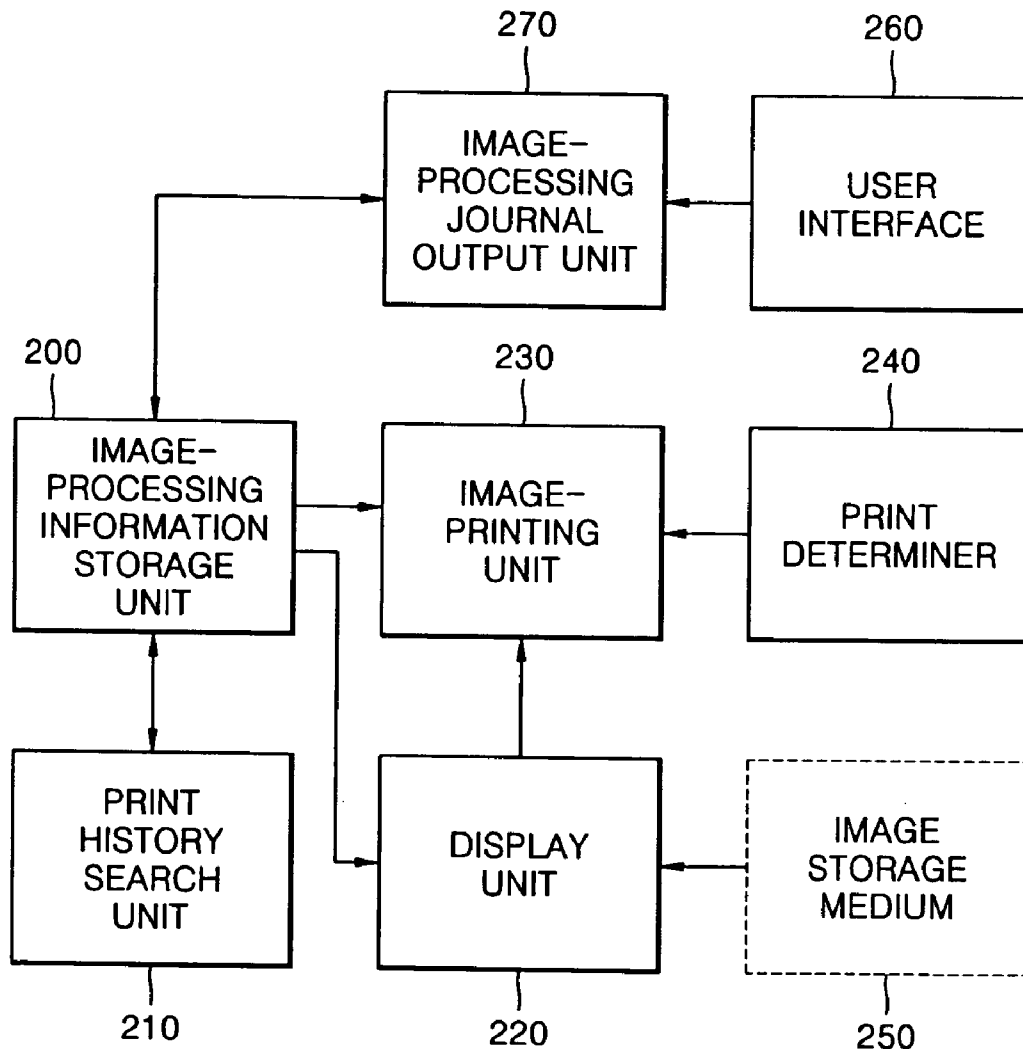 270
260
IMAGE-
PROCESSING
JOURNAL
OUTPUT UNIT
USER
INTERFACE
200
230
240
IMAGE-
PROCESSING
INFORMATION
STORAGE
UNIT
IMAGE-
PRINTING
UNIT
PRINT
DETERMINER
PRINT
HISTORY
SEARCH
UNIT
DISPLAY
UNIT
IMAGE
STORAGE
MEDIUM
210
220
250